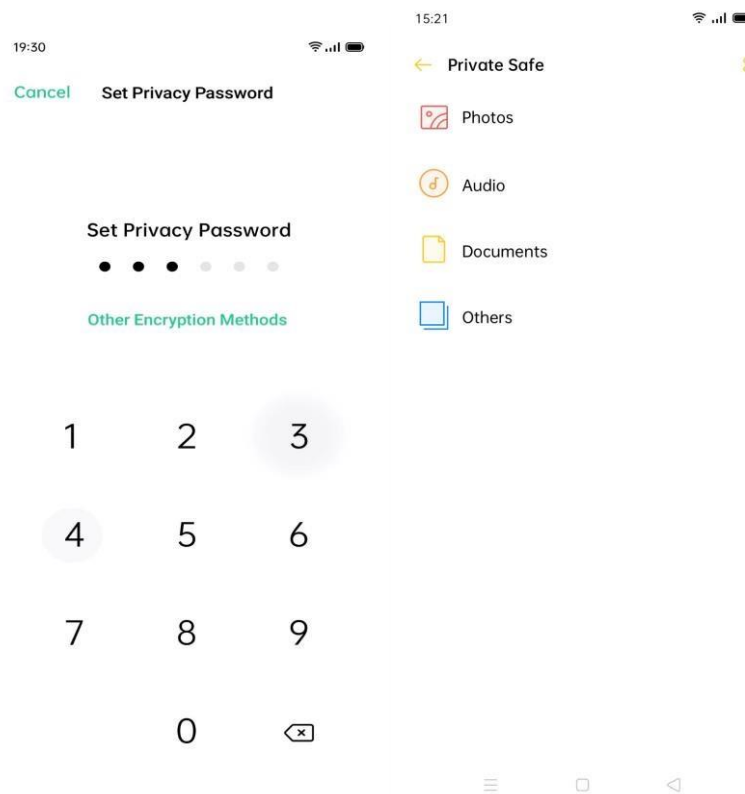 19:30
Cancel Set Privacy Password
Set Privacy Password
Other Encryption Methods
1 2 3
4 5 6
7 8 9
0
15:21
Private Safe
Photos
Audio
Documents
Others